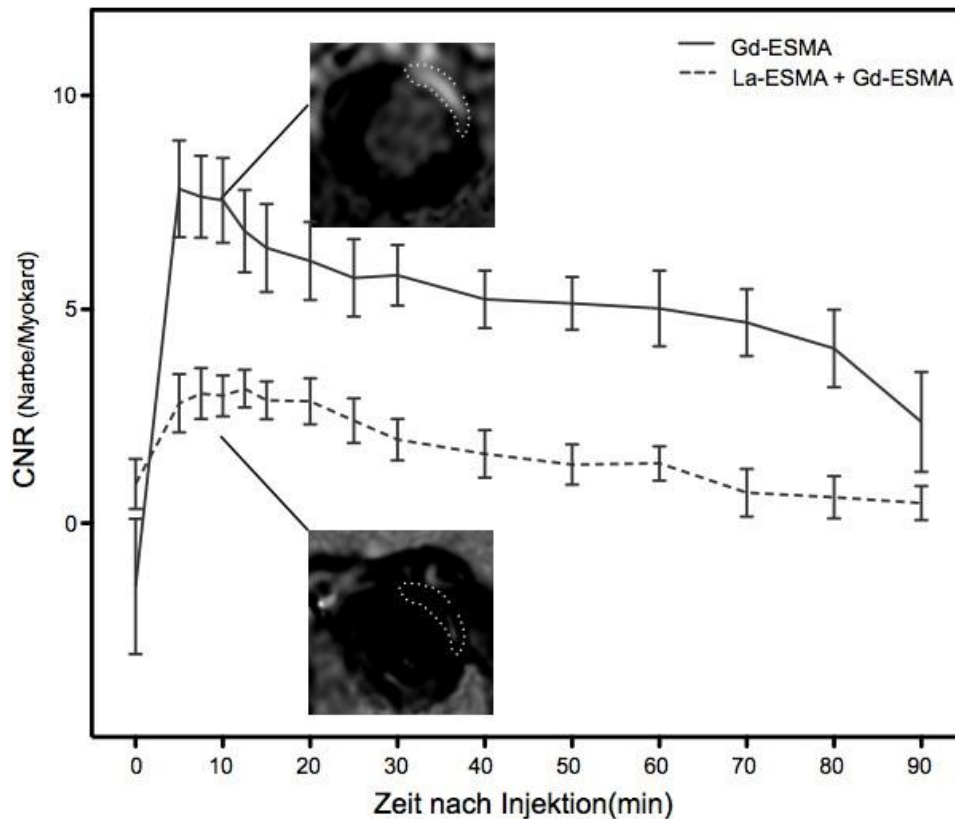 Gd-ESMA
La-ESMA + Gd-ESMA
10
5
0
CNR (Narbe/Myokard)
0 10 20 30 40 50 60 70 80 90
Zeit nach Injektion(min)